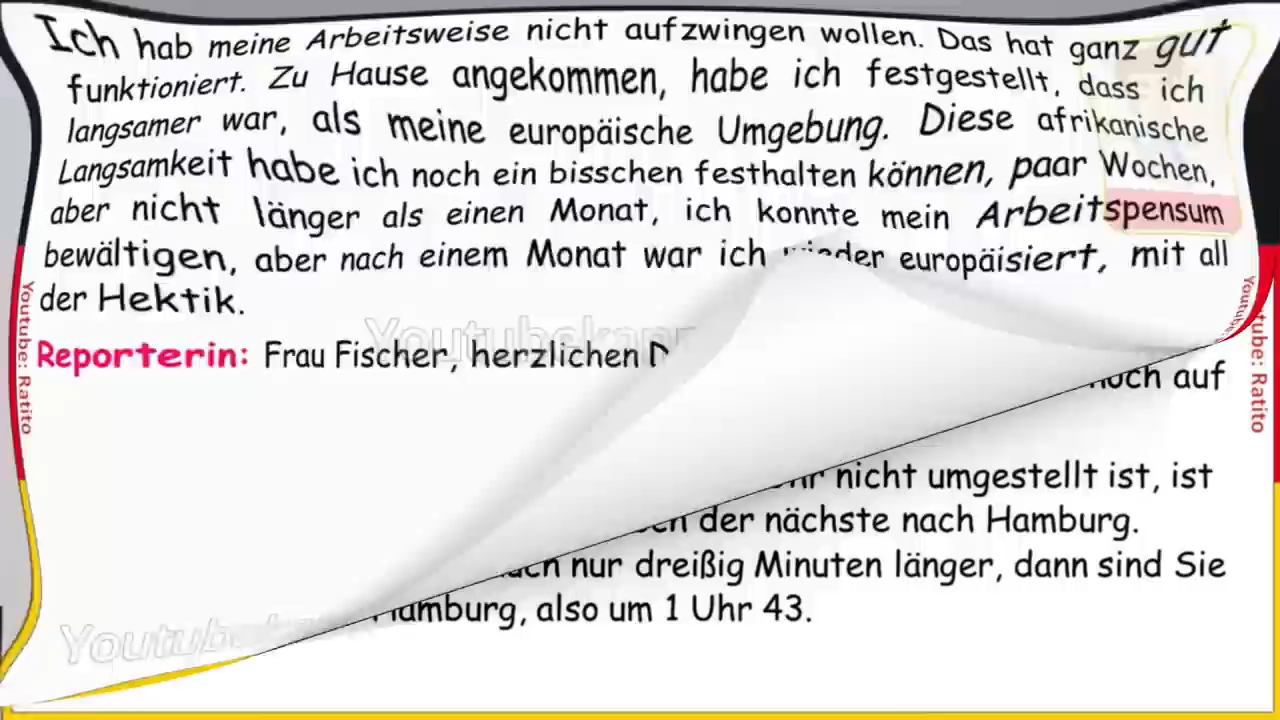 Ich hab meine Arbeitsweise nicht aufzwingen wollen. Das hat ganz gut
funktioniert. Zu Hause angekommen, habe ich festgestellt, dass ich
langsamer war, als meine europäische Umgebung. Diese afrikanische
Langsamkeit habe ich noch ein bisschen festhalten können, paar Wochen,
aber nicht länger als einen Monat, ich konnte mein Arbeitspensum
bewältigen, aber nach einem Monat war ich wieder europäisiert, mit all
der Hektik.
Reporterin: Frau Fischer, herzlichen
noch auf
nicht umgestellt ist, ist
der nächste nach Hamburg.
nur dreißig Minuten länger, dann sind Sie
Hamburg, also um 1 Uhr 43.
Youtube: Ratito
Youtube: Ratito